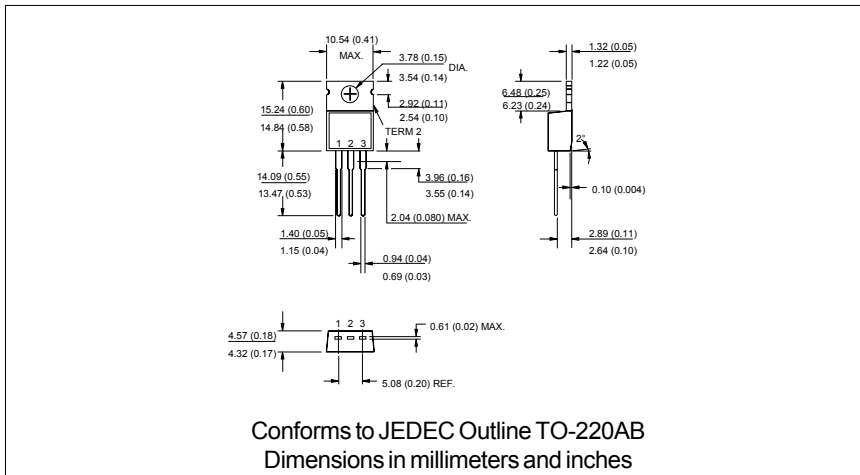 10.54 (0.41)
MAX.
3.78 (0.15)
DIA.
3.54 (0.14)
1.32 (0.05)
1.22 (0.05)
15.24 (0.60)
14.84 (0.58)
2.92 (0.11)
2.54 (0.10)
TERM 2
6.48 (0.25)
6.23 (0.24)
2°
1 2 3
14.09 (0.55)
13.47 (0.53)
3.96 (0.16)
3.55 (0.14)
0.10 (0.004)
2.04 (0.080) MAX.
1.40 (0.05)
1.15 (0.04)
2.89 (0.11)
2.64 (0.10)
0.94 (0.04)
0.69 (0.03)
1 2 3
0.61 (0.02) MAX.
4.57 (0.18)
4.32 (0.17)
5.08 (0.20) REF.
Conforms to JEDEC Outline TO-220AB
Dimensions in millimeters and inches